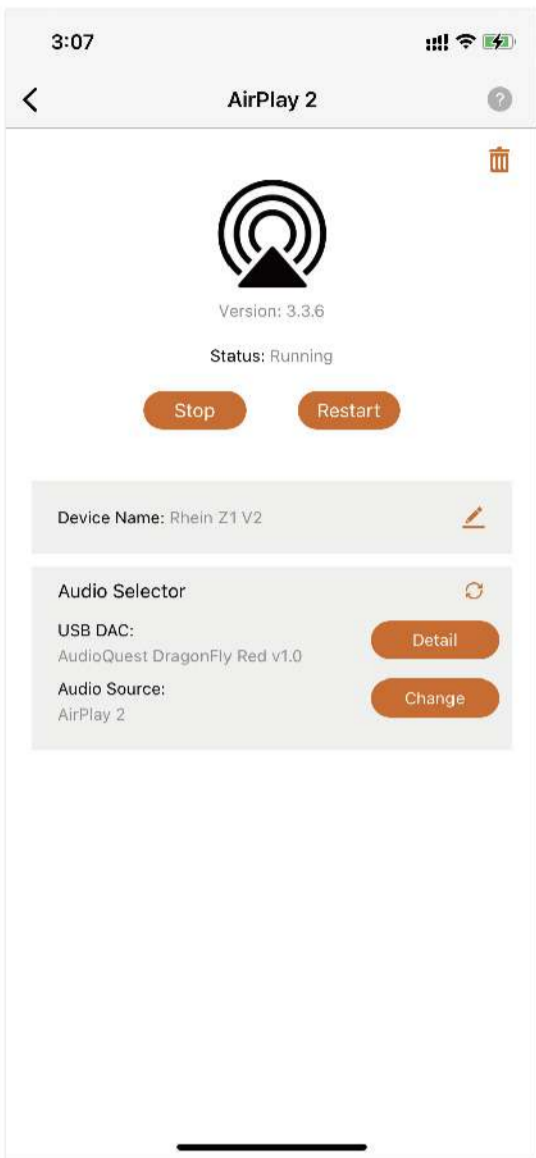 3:07
AirPlay 2
?
Version: 3.3.6
Status: Running
Stop Restart
Device Name: Rhein Z1 V2
Audio Selector
USB DAC:
AudioQuest DragonFly Red v1.0
Detail
Audio Source:
AirPlay 2
Change